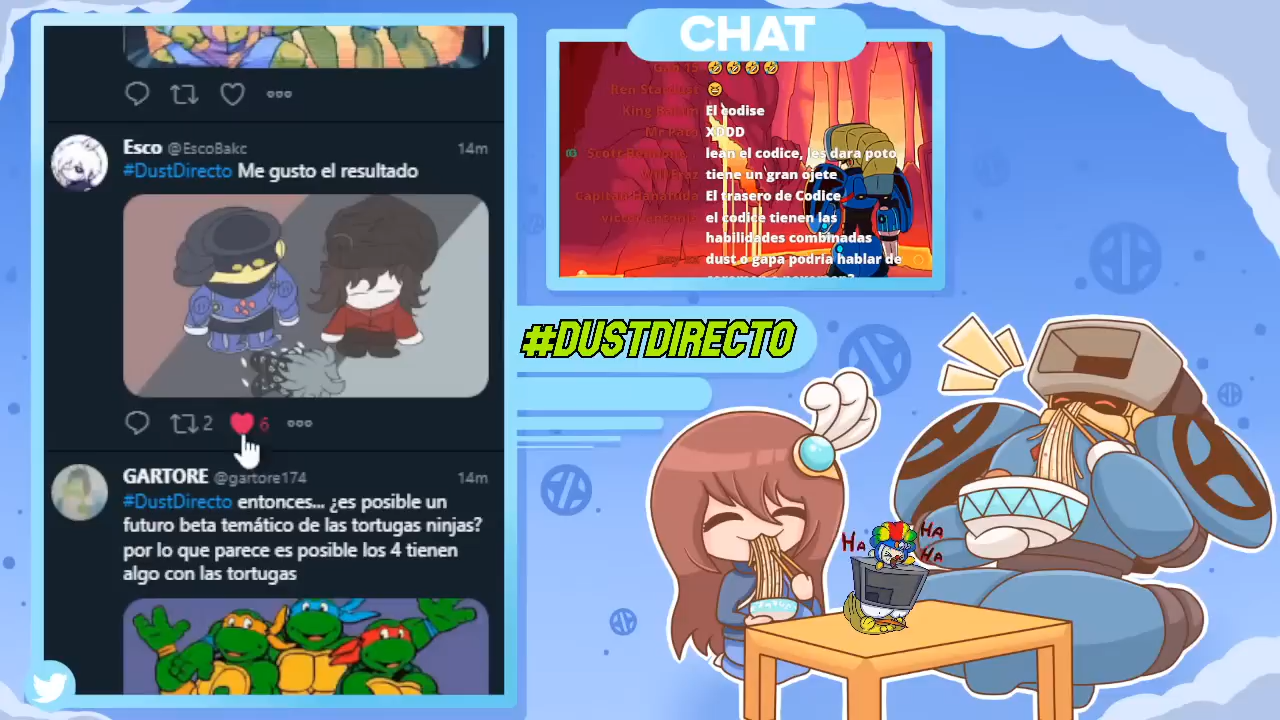 Esco @EscoBakc 14m
#DustDirecto Me gusto el resultado
2 6
GARTORE @gartore174 14m
#DustDirecto entonces... ¿es posible un
futuro beta temático de las tortugas ninjas?
por lo que parece es posible los 4 tienen
algo con las tortugas
CHAT
El codise
XDDD
lean el codice, les dara poto
tiene un gran ojete
El trasero de Codice
el codice tienen las
habilidades combinadas
dust o gapa podría hablar de
#DUSTDIRECTO
HA HA
HA